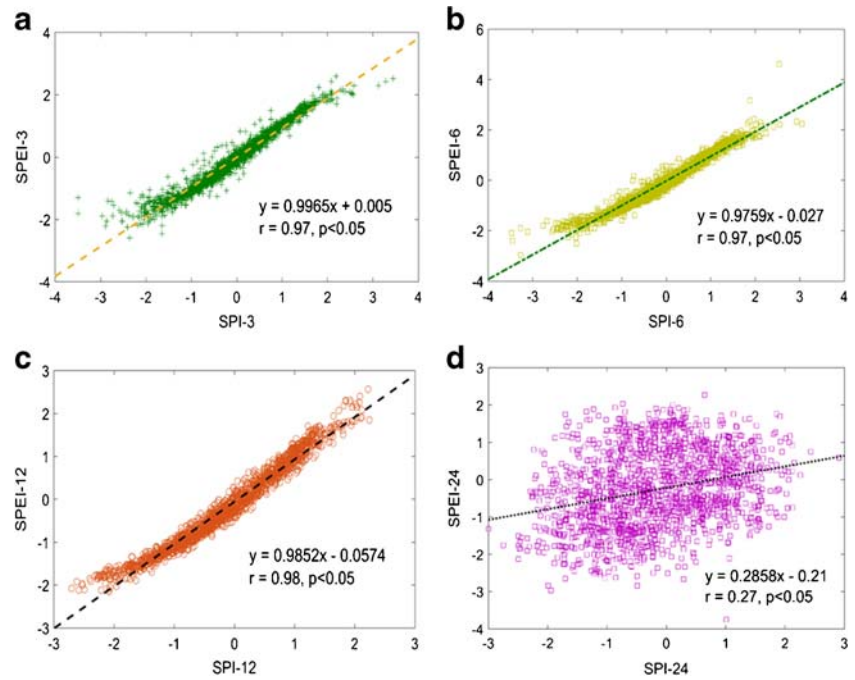 a
4
2
0
-2
-4
-4 -3 -2 -1 0 1 2 3 4
SPEI-3
SPI-3
y = 0.9965x + 0.005
r = 0.97, p<0.05
b
6
4
2
0
-2
-4
-4 -3 -2 -1 0 1 2 3 4
SPEI-6
SPI-6
y = 0.9759x - 0.027
r = 0.97, p<0.05
c
3
2
1
0
-1
-2
-3
-3 -2 -1 0 1 2 3
SPEI-12
SPI-12
y = 0.9852x - 0.0574
r = 0.98, p<0.05
d
3
2
1
0
-1
-2
-3
-4
-3 -2 -1 0 1 2 3
SPEI-24
SPI-24
y = 0.2858x - 0.21
r = 0.27, p<0.05